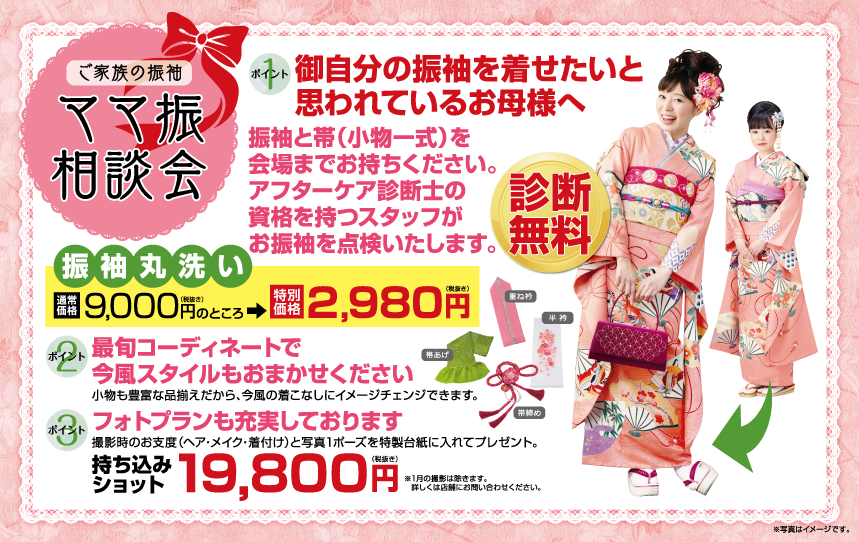 ご家族の振袖
ママ振
相談会
ポイント1 御自分の振袖を着せたいと
思われているお母様へ
振袖と帯（小物一式）を
会場までお持ちください。
アフターケア診断士の
資格を持つスタッフが
お振袖を点検いたします。
診断
無料
振袖丸洗い
通常価格 9,000円(税抜き)のところ➡特別価格 2,980円(税抜き)
ポイント2 最旬コーディネートで
今風スタイルもおまかせください
小物も豊富な品揃えだから、今風の着こなしにイメージチェンジできます。
重ね衿
半衿
帯あげ
帯締め
ポイント3 フォトプランも充実しております
撮影時のお支度（ヘア・メイク・着付け）と写真1ポーズを特製台紙に入れてプレゼント。
持ち込み
ショット 19,800円(税抜き)
※1月の撮影は除きます。
詳しくは店舗にお問い合わせください。
※写真はイメージです。